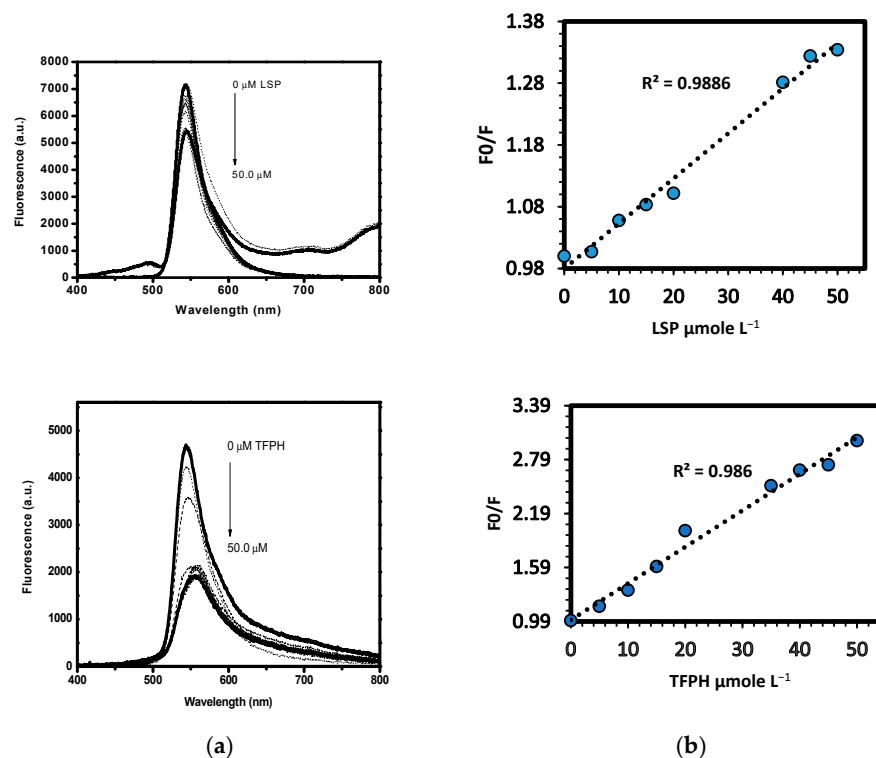 8000
7000
6000
5000
4000
3000
2000
1000
0
400 500 600 700 800
Fluorescence (a.u.)
Wavelength (nm)
0 µM LSP
50.0 µM
1.38
1.28
1.18
1.08
0.98
0 10 20 30 40 50
F0/F
LSP µmole L⁻¹
R² = 0.9886
5000
4000
3000
2000
1000
0
400 500 600 700 800
Fluorescence (a.u.)
Wavelength (nm)
0 µM TFPH
50.0 µM
3.39
2.79
2.19
1.59
0.99
0 10 20 30 40 50
F0/F
TFPH µmole L⁻¹
R² = 0.986
(a) (b)